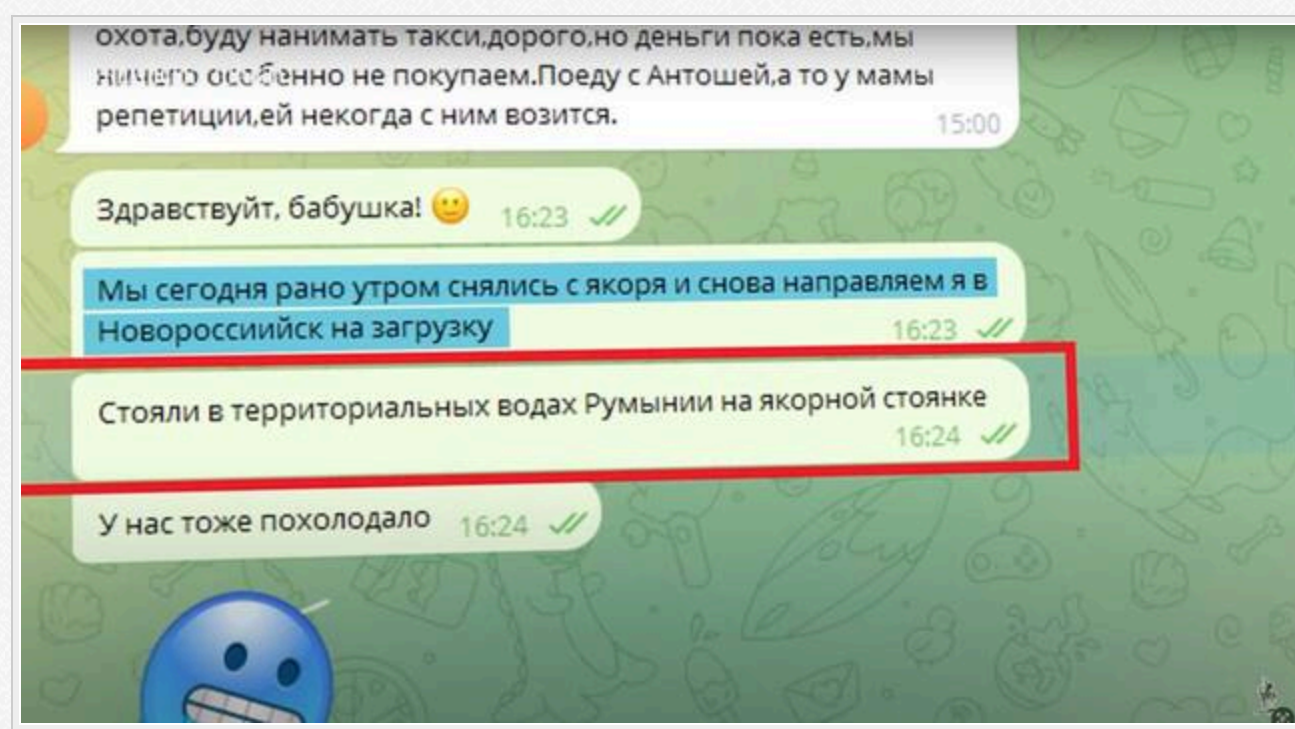 охота,буду нанимать такси,дорого,но деньги пока есть,мы
ничего особенно не покупаем.Поеду с Антошей,а то у мамы
репетиции,ей некогда с ним возится.
15:00
Здравствуйт, бабушка! 🙂 16:23
Мы сегодня рано утром снялись с якоря и снова направляем я в
Новороссиийск на загрузку
16:23
Стояли в территориальных водах Румынии на якорной стоянке
16:24
У нас тоже похолодало 16:24